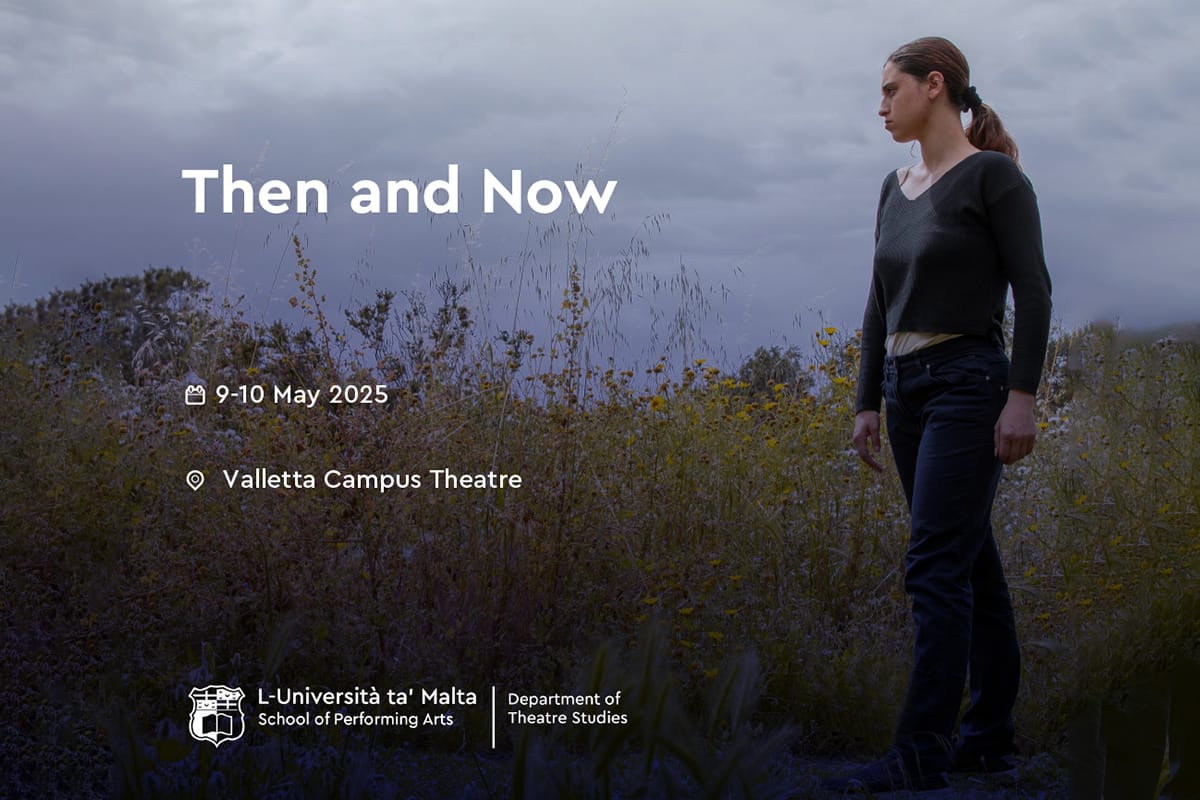 Then and Now
9-10 May 2025
Valletta Campus Theatre
L-Università ta' Malta
School of Performing Arts
Department of
Theatre Studies